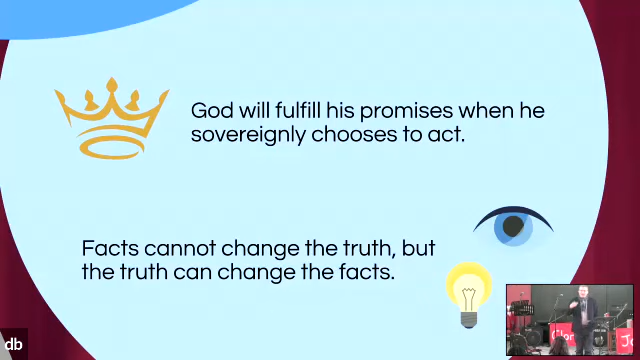 God will fulfill his promises when he
sovereignly chooses to act.
Facts cannot change the truth, but
the truth can change the facts.
db